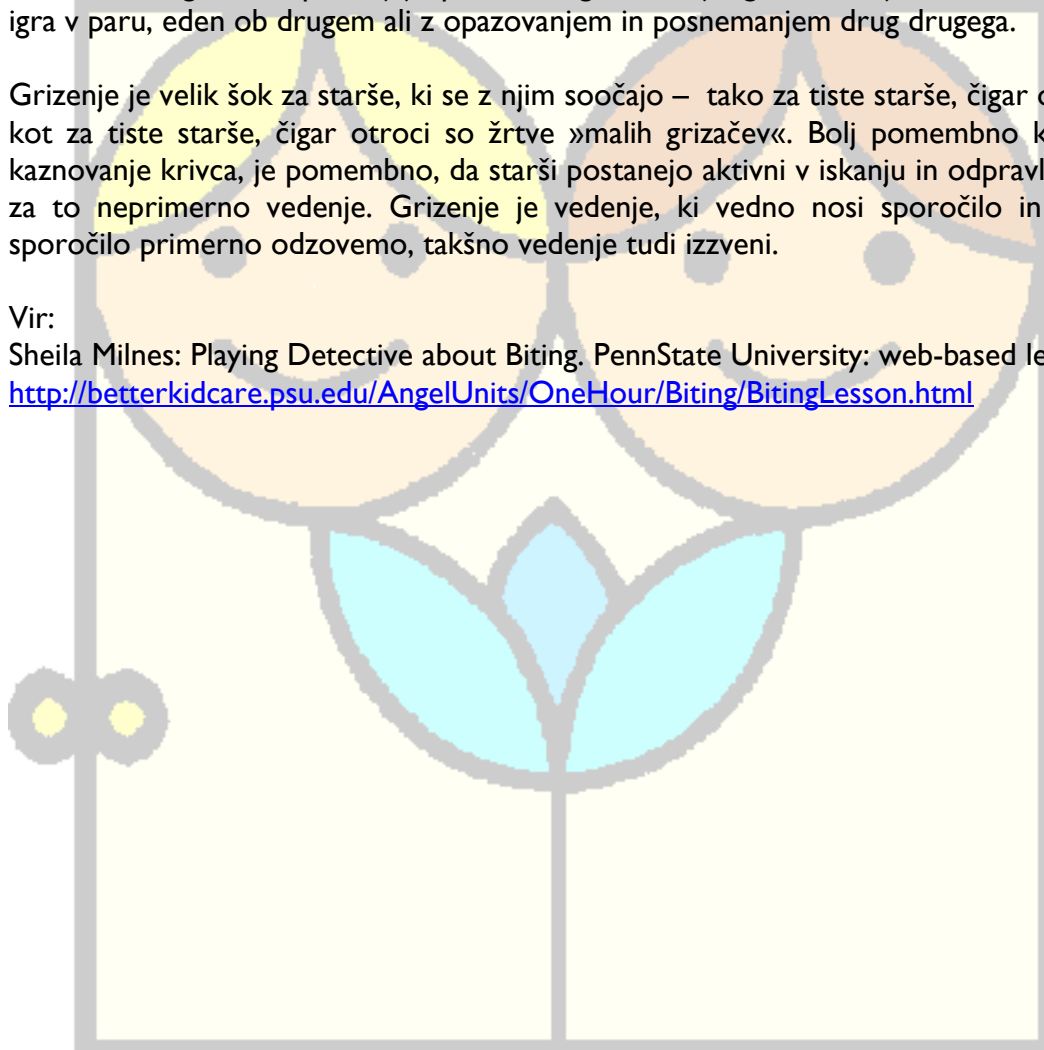 igra v paru, eden ob drugem ali z opazovanjem in posnemanjem drug drugega.
Grizenje je velik šok za starše, ki se z njim soočajo – tako za tiste starše, čigar
kot za tiste starše, čigar otroci so žrtve »malih grizačev«. Bolj pomembno
kaznovanje krivca, je pomembno, da starši postanejo aktivni v iskanju in
za to neprimerno vedenje. Grizenje je vedenje, ki vedno nosi sporočilo in
sporočilo primerno odzovemo, takšno vedenje tudi izzveni.
Vir:
Sheila Milnes: Playing Detective about Biting. PennState University: web-based
http://betterkidcare.psu.edu/AngelUnits/OneHour/Biting/BitingLesson.html